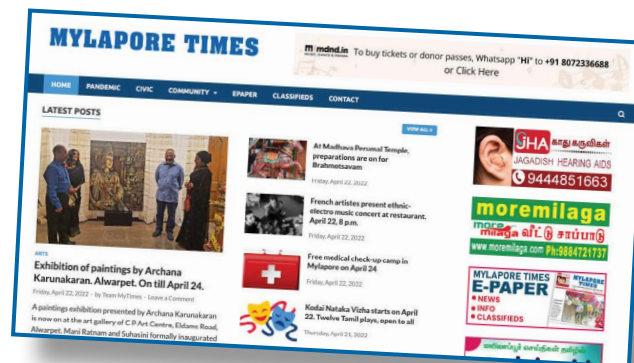 MYLAPORE TIMES
mdnd.in
To buy tickets or donor passes, Whatsapp "Hi" to +91 8072336688
or Click Here
HOME PANDEMIC CIVIC COMMUNITY EPAPER CLASSIFIEDS CONTACT
LATEST POSTS
VIEW ALL
ARTS
Exhibition of paintings by Archana
Karunakaran. Alwarpet. On till April 24.
Friday, April 22, 2022 - by Team MyTimes - Leave a Comment
A paintings exhibition presented by Archana Karunakaran
is now on at the art gallery of C P Art Centre, Eldams Road,
Alwarpet. Mani Ratnam and Suhasini formally inaugurated
At Madhava Perumal Temple,
preparations are on for
Brahmotsavam
Friday, April 22, 2022
French artistes present ethnic-
electro music concert at restaurant.
April 22, 8 p.m.
Friday, April 22, 2022
Free medical check-up camp in
Mylapore on April 24
Friday, April 22, 2022
Kodai Nataka Vizha starts on April
22. Twelve Tamil plays, open to all
Thursday, April 21, 2022
JHA காது கருவிகள்
JAGADISH HEARING AIDS
9444851663
moremilaga
more milaga வீட்டு சாப்பாடு
www.moremilaga.com Ph:9884721737
MYLAPORE TIMES
E-PAPER
NEWS
INFO
CLASSIFIEDS
MYLAPORE TIMES
மயிலாப்பூர் செய்திகள் தமிழில்